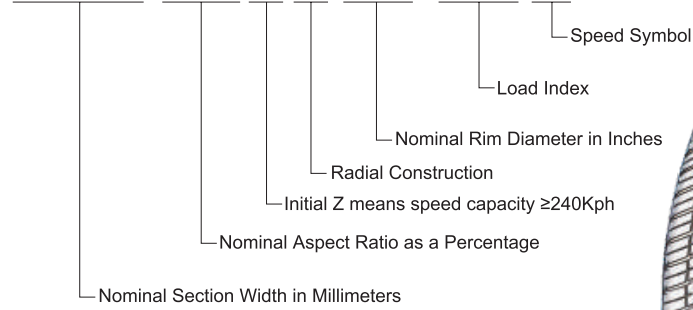 Speed Symbol
Load Index
Nominal Rim Diameter in Inches
Radial Construction
Initial Z means speed capacity ≥240Kph
Nominal Aspect Ratio as a Percentage
Nominal Section Width in Millimeters